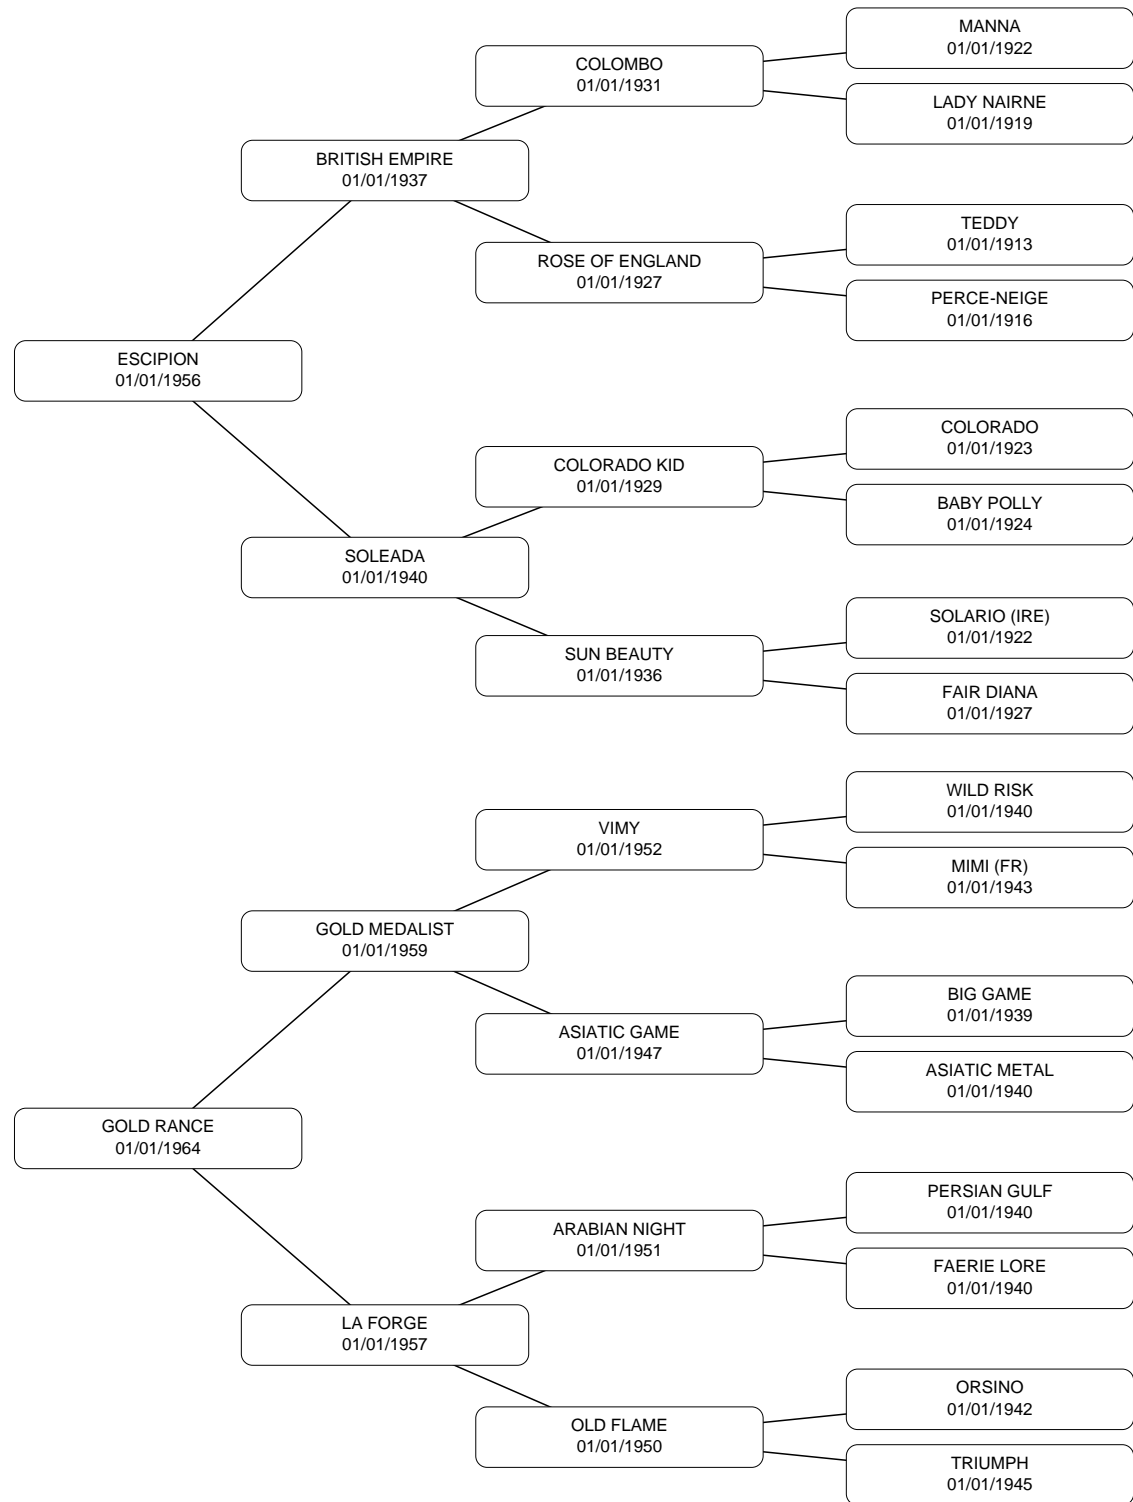 MANNA
01/01/1922
COLOMBO
01/01/1931
LADY NAIRNE
01/01/1919
BRITISH EMPIRE
01/01/1937
TEDDY
01/01/1913
ROSE OF ENGLAND
01/01/1927
PERCE-NEIGE
01/01/1916
ESCIPION
01/01/1956
COLORADO
01/01/1923
COLORADO KID
01/01/1929
BABY POLLY
01/01/1924
SOLEADA
01/01/1940
SOLARIO (IRE)
01/01/1922
SUN BEAUTY
01/01/1936
FAIR DIANA
01/01/1927
WILD RISK
01/01/1940
VIMY
01/01/1952
MIMI (FR)
01/01/1943
GOLD MEDALIST
01/01/1959
BIG GAME
01/01/1939
ASIATIC GAME
01/01/1947
ASIATIC METAL
01/01/1940
GOLD RANCE
01/01/1964
PERSIAN GULF
01/01/1940
ARABIAN NIGHT
01/01/1951
FAERIE LORE
01/01/1940
LA FORGE
01/01/1957
ORSINO
01/01/1942
OLD FLAME
01/01/1950
TRIUMPH
01/01/1945